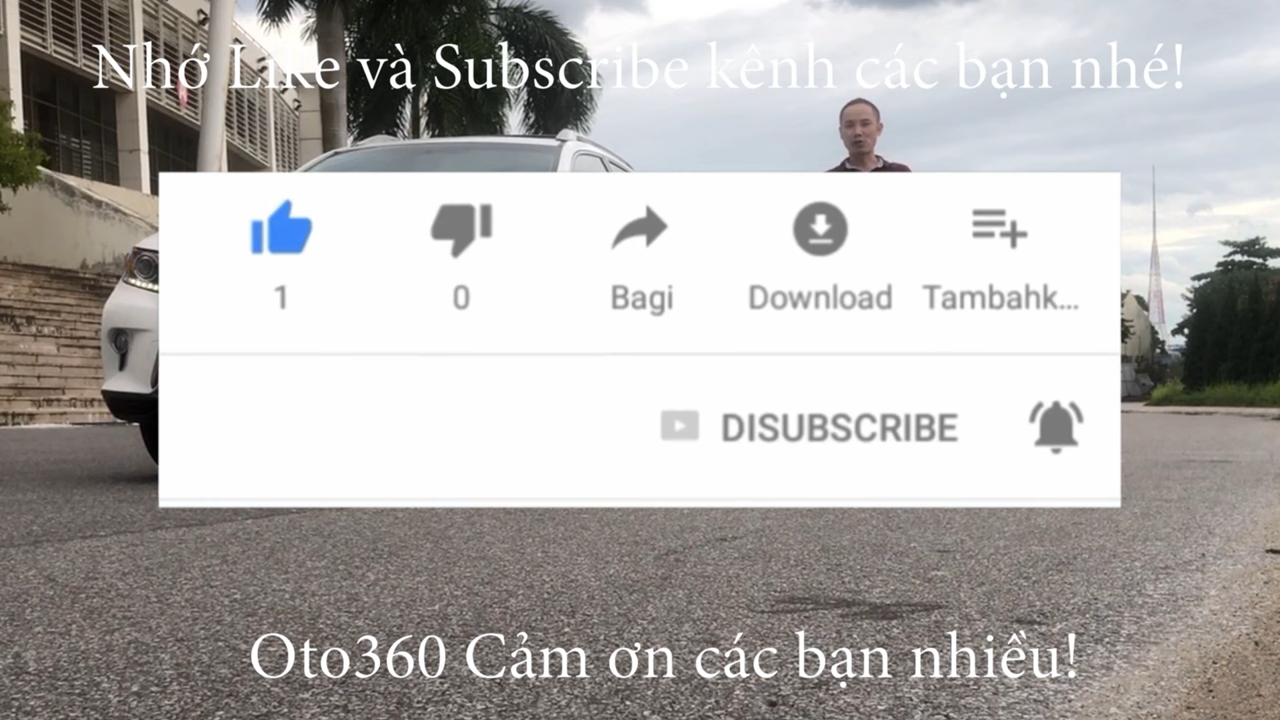 Nhớ Like và Subscribe kênh các bạn nhé!
1 0 Bagi Download Tambahk...
DISUBSCRIBE
Oto360 Cảm ơn các bạn nhiều!